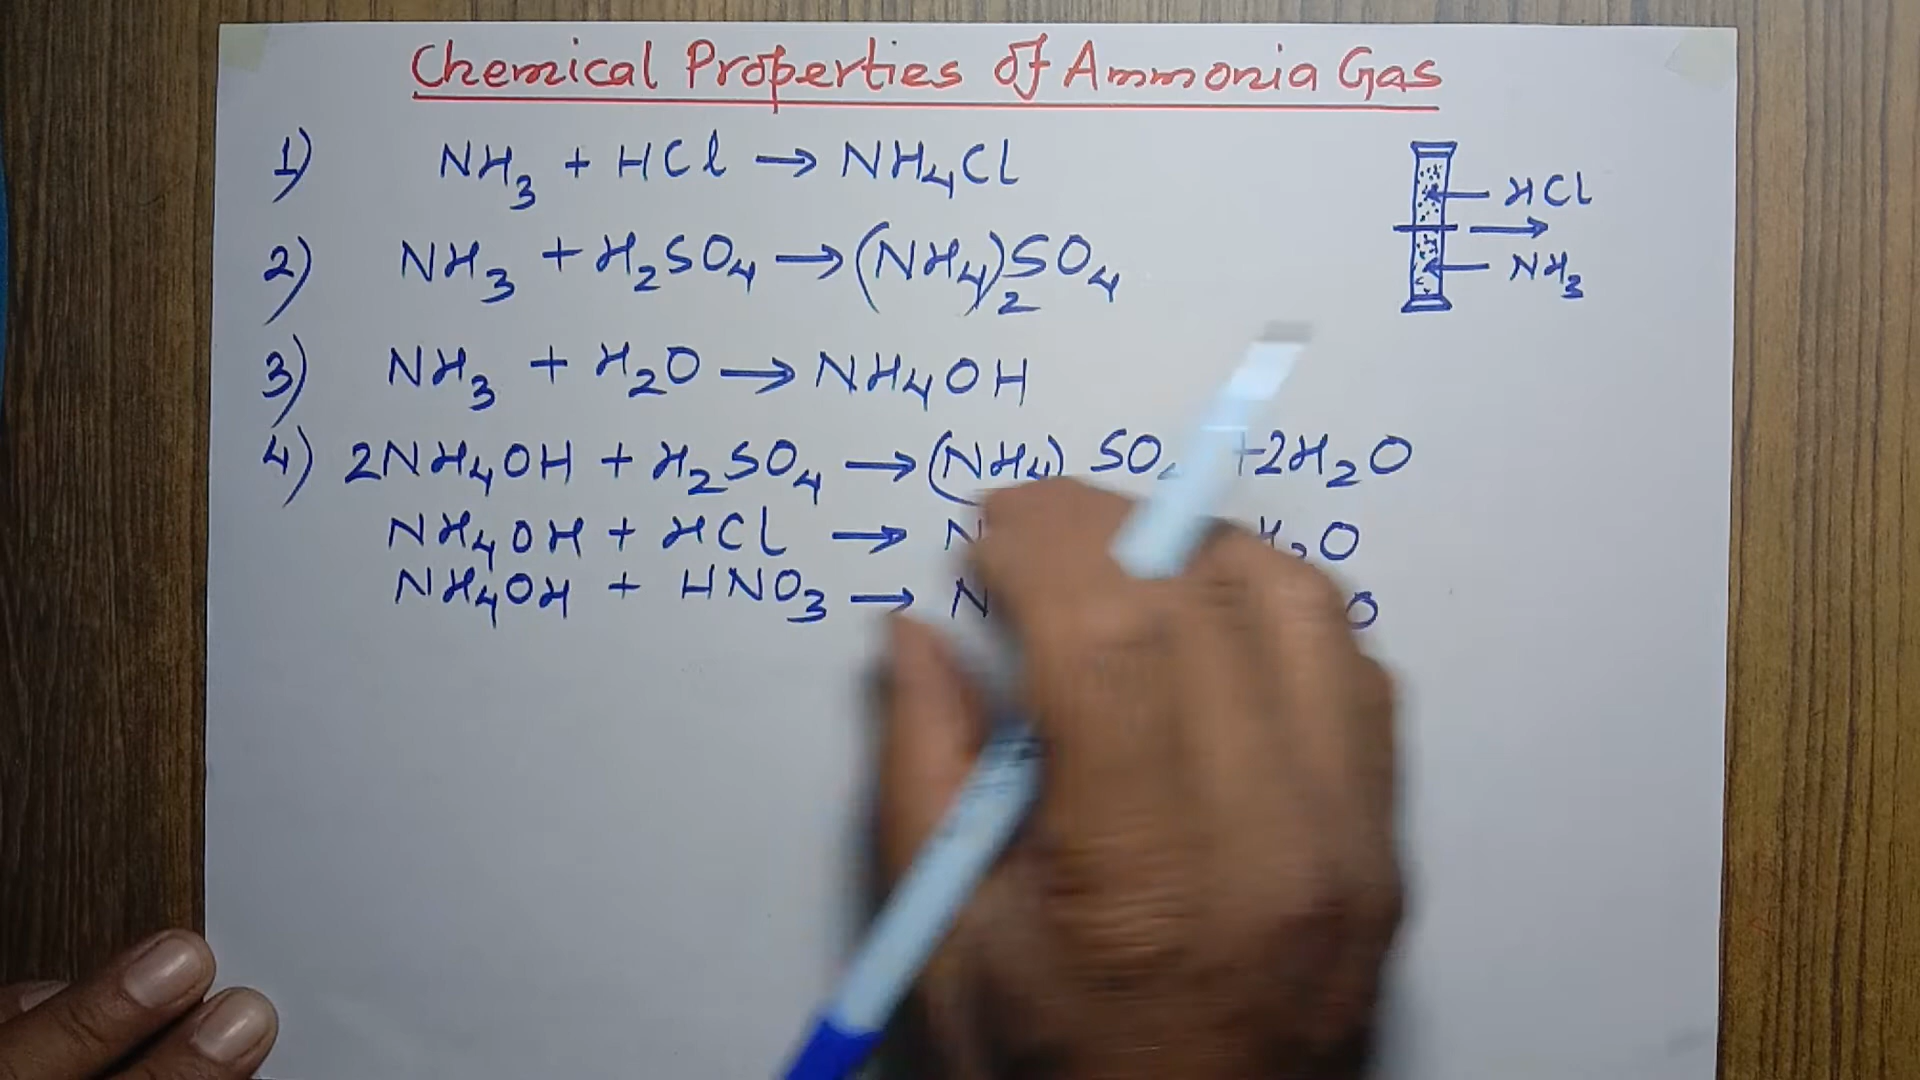 Chemical Properties of Ammonia Gas
1) NH3 + HCl → NH4Cl
HCl
NH3
2) NH3 + H2SO4 → (NH4)2SO4
3) NH3 + H2O → NH4OH
4) 2NH4OH + H2SO4 → (NH4) SO4 +2H2O
NH4OH + HCl → N H2O
NH4OH + HNO3 → N O